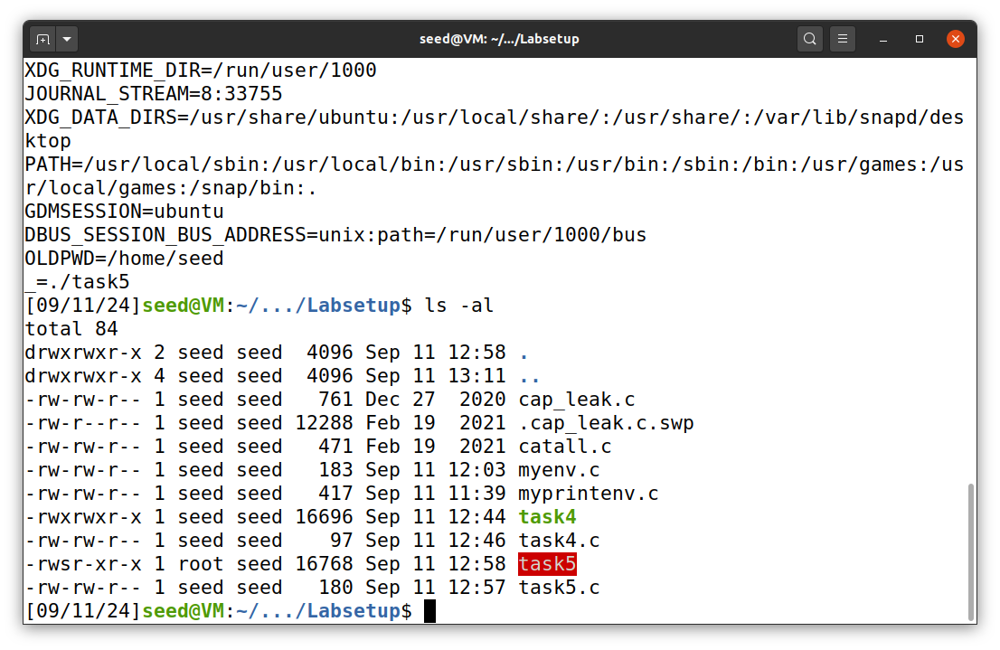 seed@VM: ~/.../Labsetup
XDG_RUNTIME_DIR=/run/user/1000
JOURNAL_STREAM=8:33755
XDG_DATA_DIRS=/usr/share/ubuntu:/usr/local/share/:/usr/share/:/var/lib/snapd/des
ktop
PATH=/usr/local/sbin:/usr/local/bin:/usr/sbin:/usr/bin:/sbin:/bin:/usr/games:/us
r/local/games:/snap/bin:.
GDMSESSION=ubuntu
DBUS_SESSION_BUS_ADDRESS=unix:path=/run/user/1000/bus
OLDPWD=/home/seed
_=./task5
[09/11/24]seed@VM:~/.../Labsetup$ ls -al
total 84
drwxrwxr-x 2 seed seed  4096 Sep 11 12:58 .
drwxrwxr-x 4 seed seed  4096 Sep 11 13:11 ..
-rw-rw-r-- 1 seed seed   761 Dec 27  2020 cap_leak.c
-rw-r--r-- 1 seed seed 12288 Feb 19  2021 .cap_leak.c.swp
-rw-rw-r-- 1 seed seed   471 Feb 19  2021 catall.c
-rw-rw-r-- 1 seed seed   183 Sep 11 12:03 myenv.c
-rw-rw-r-- 1 seed seed   417 Sep 11 11:39 myprintenv.c
-rwxrwxr-x 1 seed seed 16696 Sep 11 12:44 task4
-rw-rw-r-- 1 seed seed    97 Sep 11 12:46 task4.c
-rwsr-xr-x 1 root seed 16768 Sep 11 12:58 task5
-rw-rw-r-- 1 seed seed   180 Sep 11 12:57 task5.c
[09/11/24]seed@VM:~/.../Labsetup$